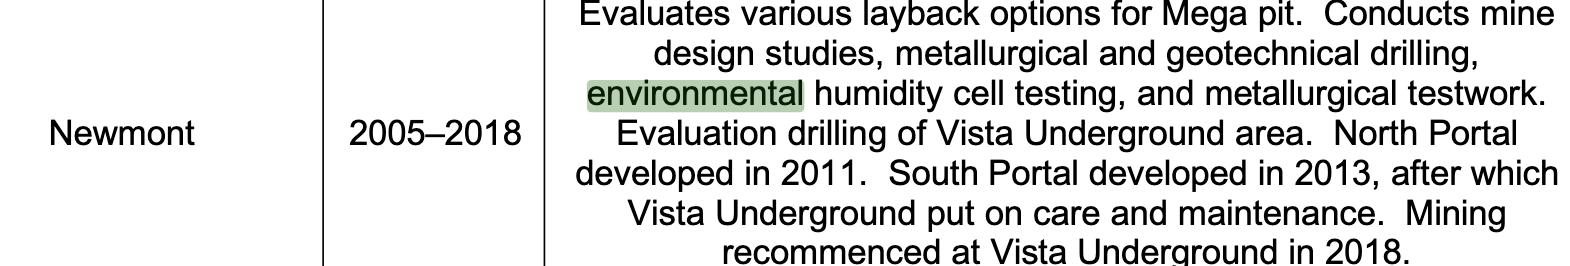 Evaluates various layback options for Mega pit.  Conducts mine
design studies, metallurgical and geotechnical drilling,
environmental humidity cell testing, and metallurgical testwork.
Newmont
2005–2018
Evaluation drilling of Vista Underground area.  North Portal
developed in 2011.  South Portal developed in 2013, after which
Vista Underground put on care and maintenance.  Mining
recommenced at Vista Underground in 2018.